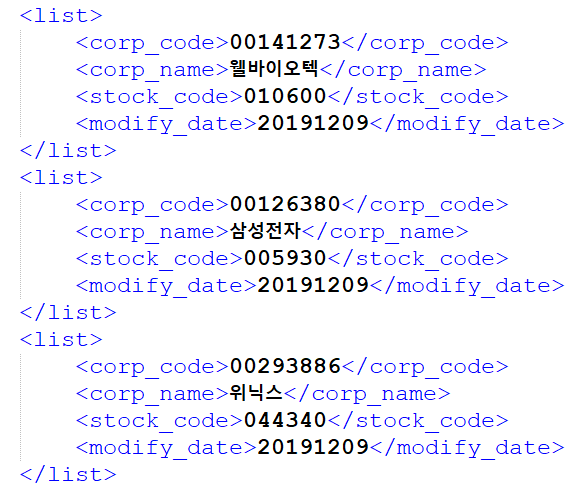 <list>
<corp_code>00141273</corp_code>
<corp_name>웰바이오텍</corp_name>
<stock_code>010600</stock_code>
<modify_date>20191209</modify_date>
</list>
<list>
<corp_code>00126380</corp_code>
<corp_name>삼성전자</corp_name>
<stock_code>005930</stock_code>
<modify_date>20191209</modify_date>
</list>
<list>
<corp_code>00293886</corp_code>
<corp_name>위닉스</corp_name>
<stock_code>044340</stock_code>
<modify_date>20191209</modify_date>
</list>